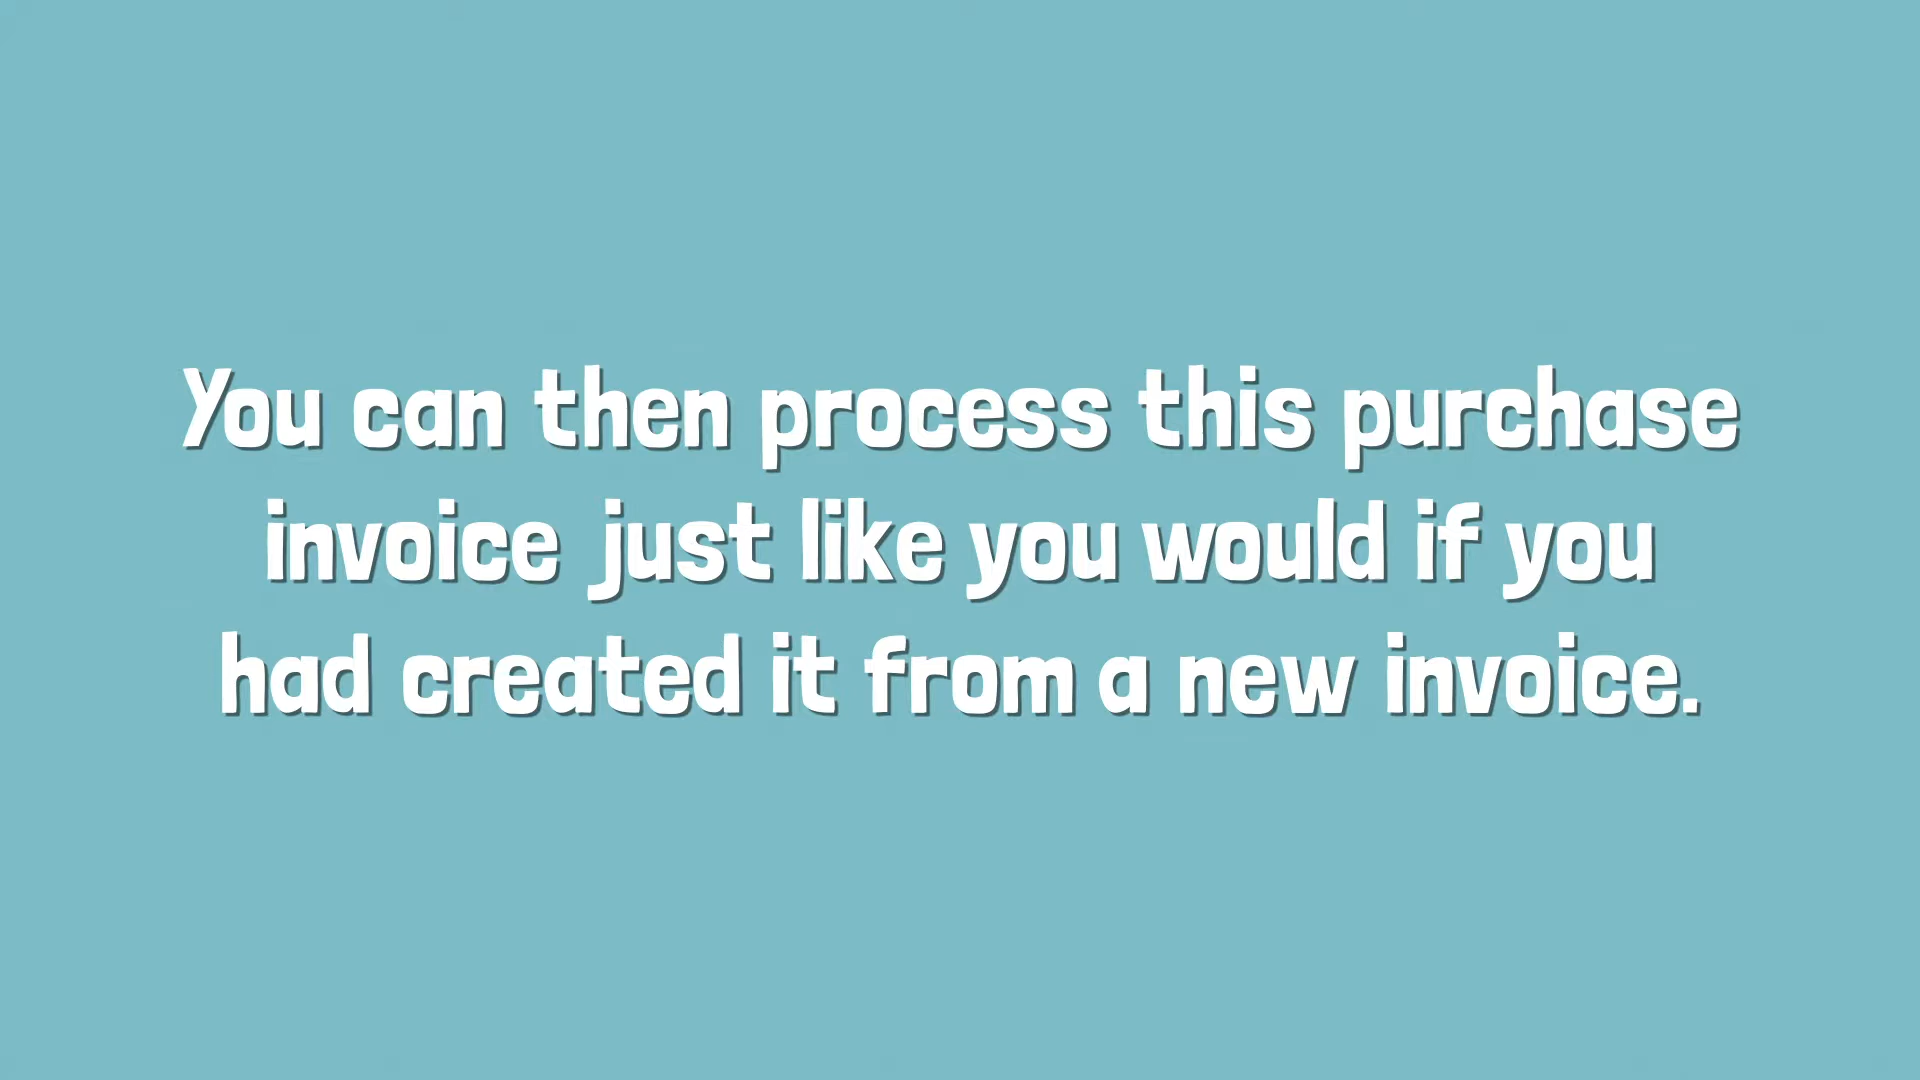 You can then process this purchase
invoice just like you would if you
had created it from a new invoice.